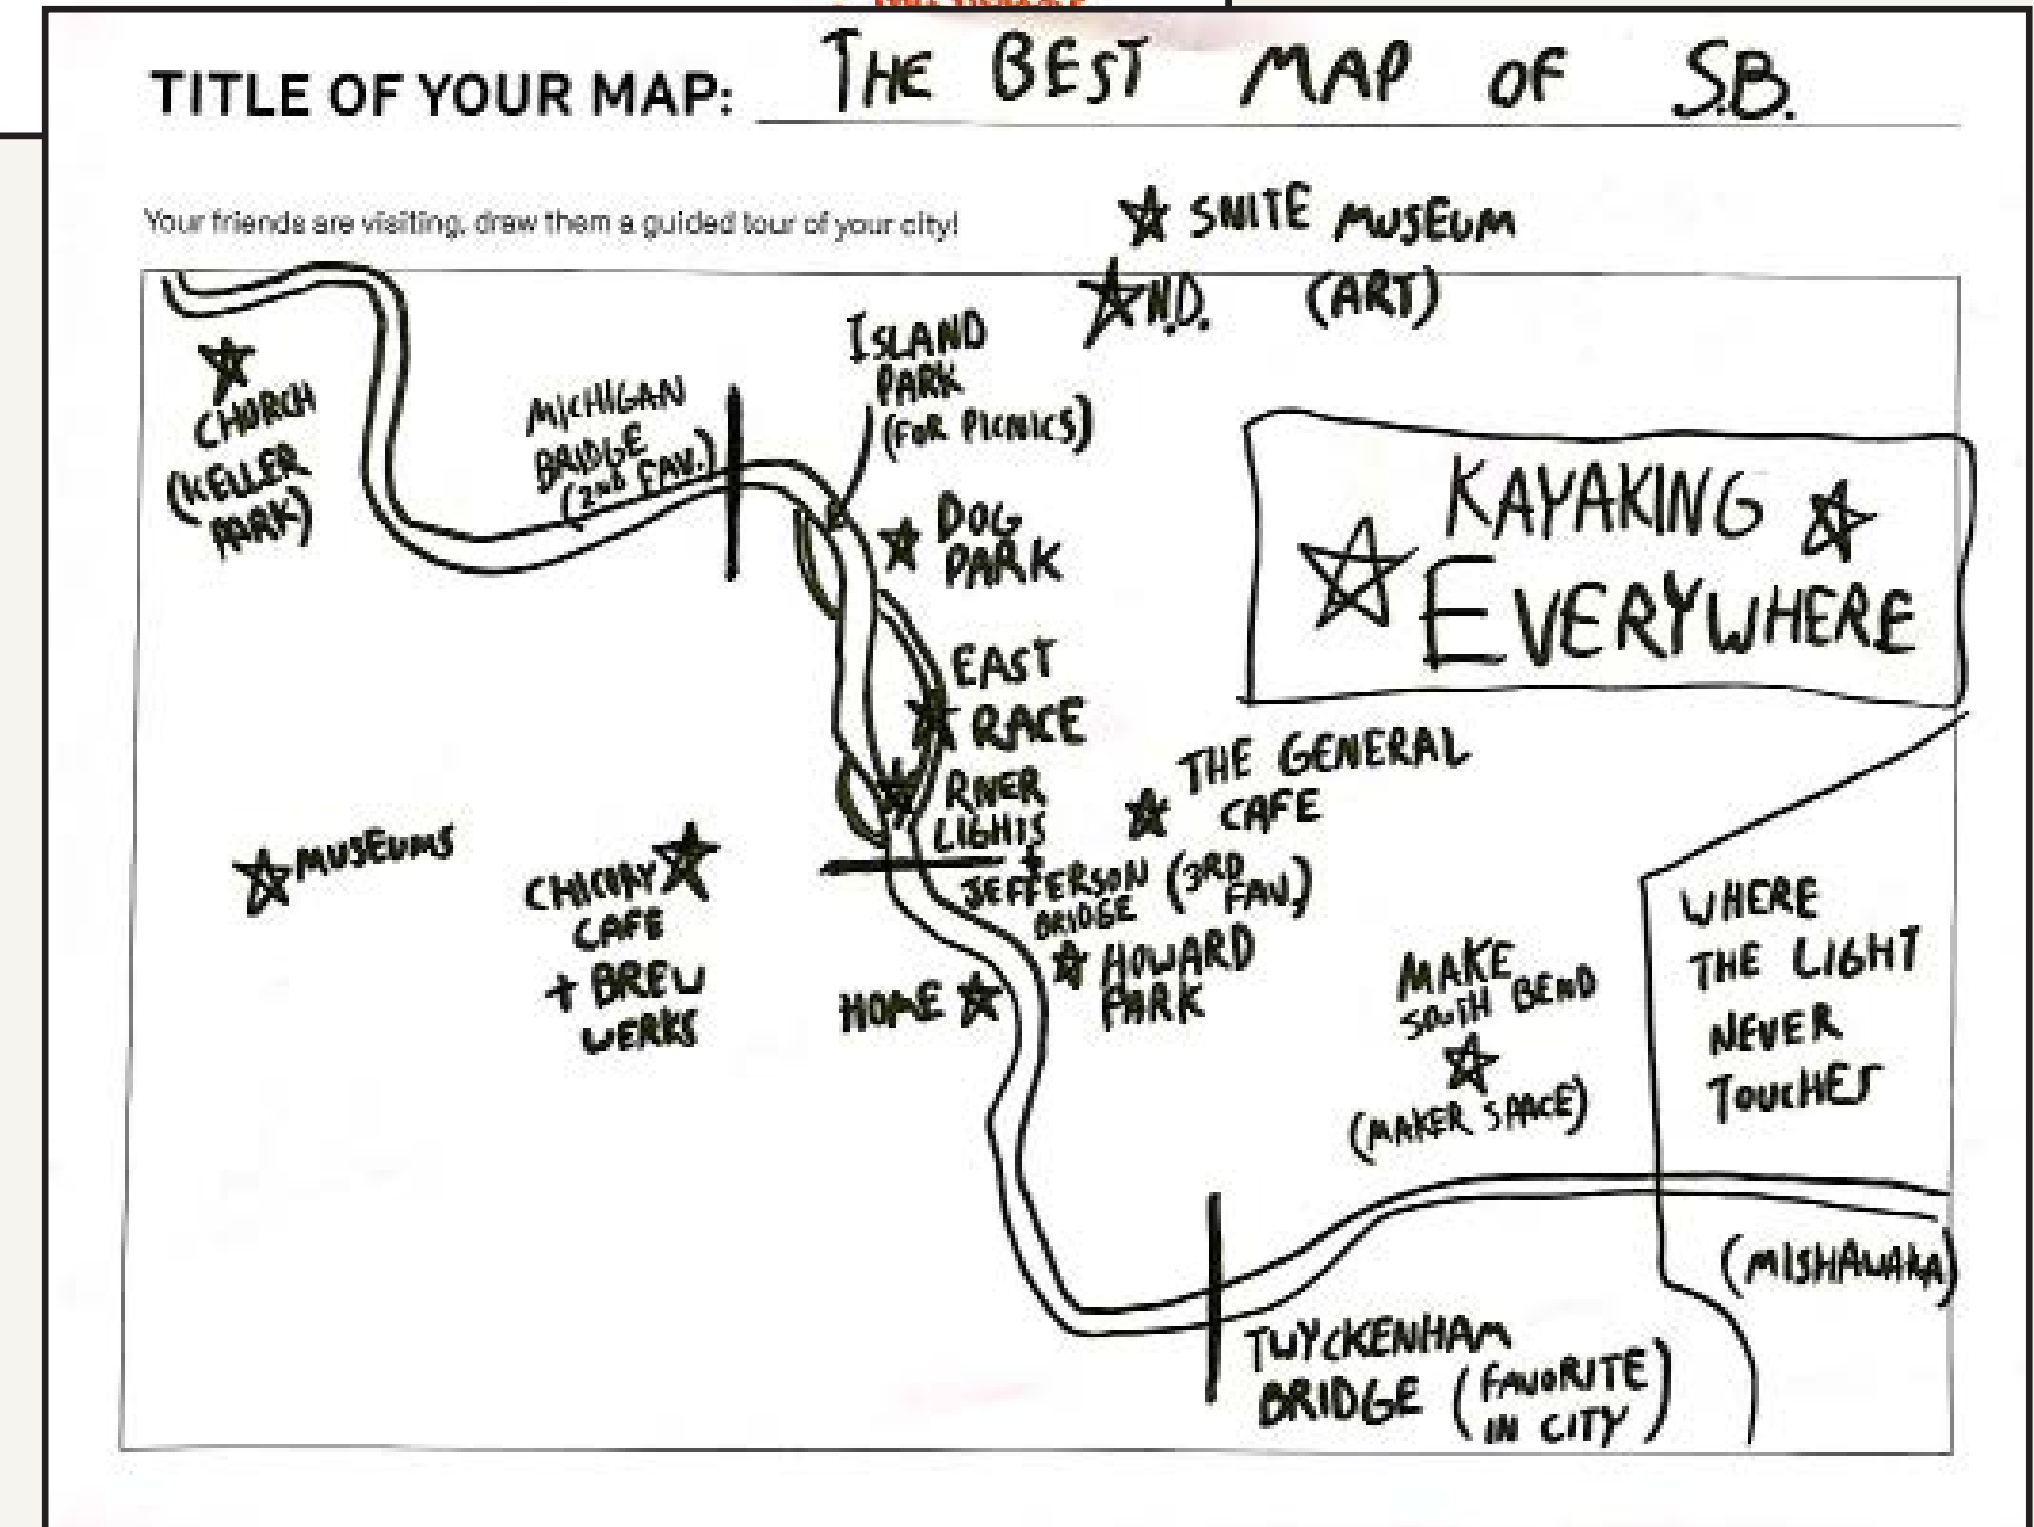 TITLE OF YOUR MAP: THE BEST MAP OF S.B.
Your friends are visiting, draw them a guided tour of your city!
SNITE MUSEUM
(ART)
N.D.
ISLAND
PARK
(FOR PICNICS)
CHURCH
(KELLER
PARK)
MICHIGAN
BRIDGE
(2ND FAV.)
DOG
PARK
KAYAKING
EVERYWHERE
EAST
RACE
RIVER
LIGHTS
+
JEFFERSON
BRIDGE
(3RD
FAV.)
THE GENERAL
CAFE
MUSEUMS
CHICORY
CAFE
+ BREW
WERKS
HOME
HOWARD
PARK
MAKE
SOUTH BEND
(MAKER SPACE)
WHERE
THE LIGHT
NEVER
TOUCHES
(MISHAWAKA)
TWYCKENHAM
BRIDGE (FAVORITE
IN CITY)